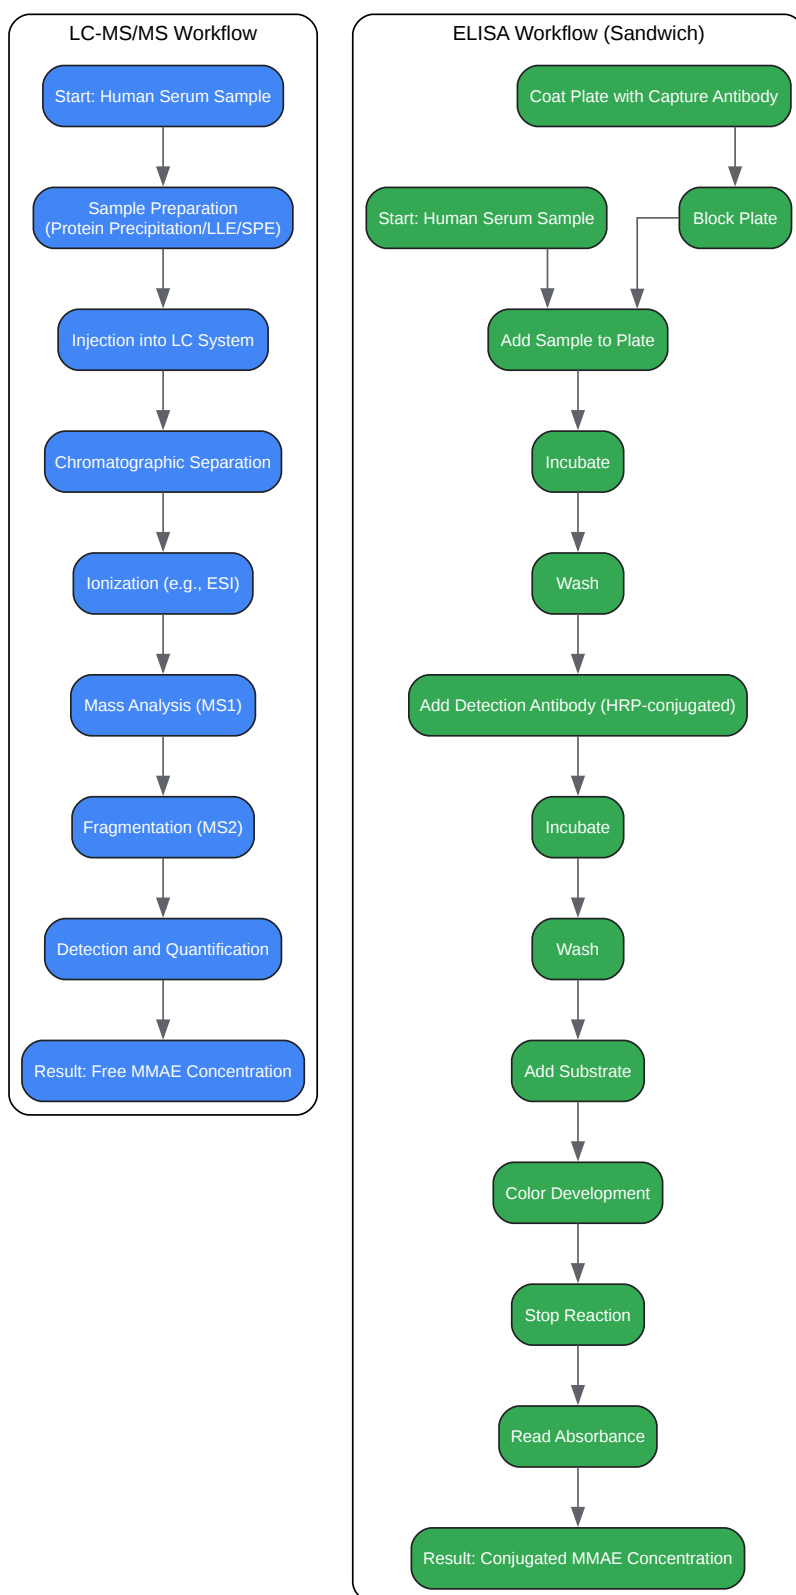 LC-MS/MS Workflow
Start: Human Serum Sample
Sample Preparation
(Protein Precipitation/LLE/SPE)
Injection into LC System
Chromatographic Separation
Ionization (e.g., ESI)
Mass Analysis (MS1)
Fragmentation (MS2)
Detection and Quantification
Result: Free MMAE Concentration
ELISA Workflow (Sandwich)
Coat Plate with Capture Antibody
Start: Human Serum Sample
Block Plate
Add Sample to Plate
Incubate
Wash
Add Detection Antibody (HRP-conjugated)
Incubate
Wash
Add Substrate
Color Development
Stop Reaction
Read Absorbance
Result: Conjugated MMAE Concentration